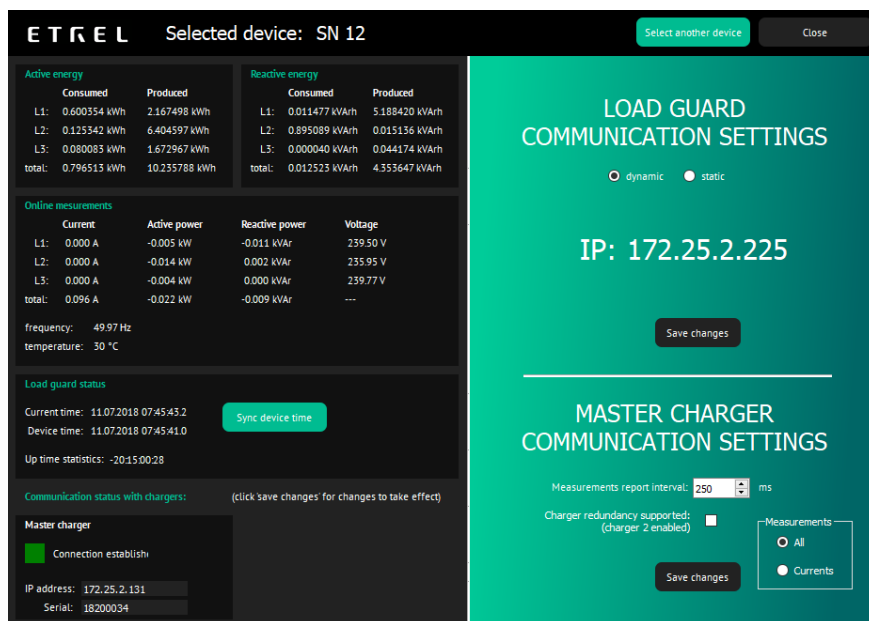 ETREL Selected device: SN 12
Select another device
Close
Active energy
Consumed Produced
L1: 0.600354 kWh 2.167498 kWh
L2: 0.125342 kWh 6.404597 kWh
L3: 0.080083 kWh 1.672967 kWh
total: 0.796513 kWh 10.235788 kWh
Reactive energy
Consumed Produced
L1: 0.011477 kVArh 5.188420 kVArh
L2: 0.895089 kVArh 0.015136 kVArh
L3: 0.000040 kVArh 0.044174 kVArh
total: 0.012523 kVArh 4.353647 kVArh
Online mesurements
Current Active power Reactive power Voltage
L1: 0.000 A -0.005 kW -0.011 kVAr 239.50 V
L2: 0.000 A -0.014 kW 0.002 kVAr 235.95 V
L3: 0.000 A -0.004 kW 0.000 kVAr 239.77 V
total: 0.096 A -0.022 kW -0.009 kVAr ---
frequency: 49.97 Hz
temperature: 30 °C
Load guard status
Current time: 11.07.2018 07:45:43.2
Device time: 11.07.2018 07:45:41.0
Sync device time
Up time statistics: -20:15:00:28
Communication status with chargers: (click 'save changes' for changes to take effect)
Master charger
Connection establish
IP address: 172.25.2.131
Serial: 18200034
LOAD GUARD
COMMUNICATION SETTINGS
dynamic static
IP: 172.25.2.225
Save changes
MASTER CHARGER
COMMUNICATION SETTINGS
Measurements report interval: 250 ms
Charger redundancy supported:
(charger 2 enabled)
Measurements
All
Currents
Save changes